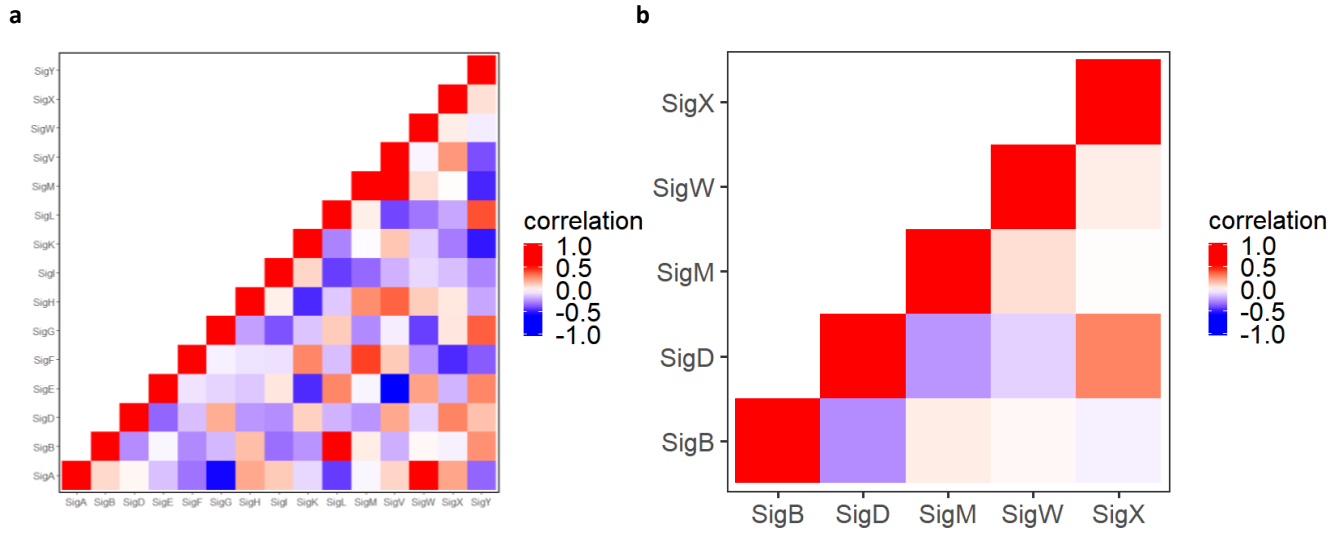 a
SigY
SigX
SigW
SigV
SigM
SigL
SigK
SigI
SigH
SigG
SigF
SigE
SigD
SigB
SigA
SigA SigB SigD SigE SigF SigG SigH SigI SigK SigL SigM SigV SigW SigX SigY
correlation
1.0
0.5
0.0
-0.5
-1.0
b
SigX
SigW
SigM
SigD
SigB
SigB SigD SigM SigW SigX
correlation
1.0
0.5
0.0
-0.5
-1.0